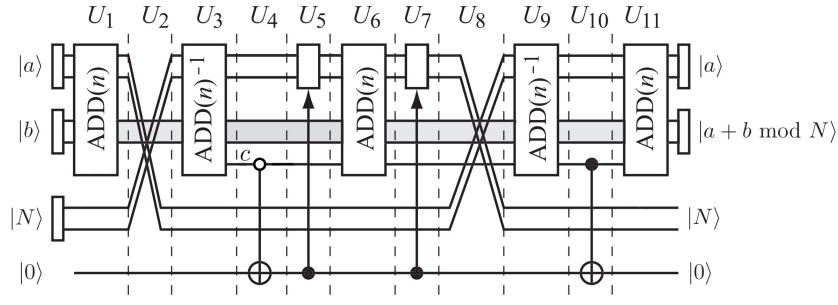 U₁ U₂ U₃ U₄ U₅ U₆ U₇ U₈ U₉ U₁₀ U₁₁
|a⟩ ADD(n) ADD(n)⁻¹ ADD(n) ADD(n)⁻¹ ADD(n) |a⟩
|b⟩ |a + b mod N⟩
c
|N⟩ |N⟩
|0⟩ |0⟩